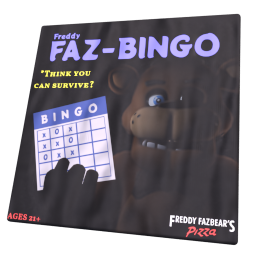 Freddy
FAZ-BINGO
*THINK YOU
CAN SURVIVE?
BINGO
X O X
X O
O O X
AGES 21+
FREDDY FAZBEAR'S
Pizza